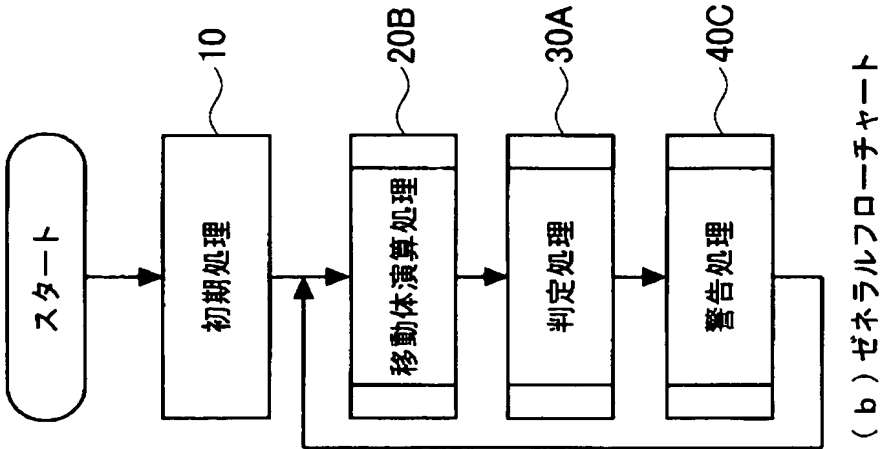 スタート
初期処理
10
移動体演算処理
20B
判定処理
30A
警告処理
40C
(b)ゼネラルフローチャート